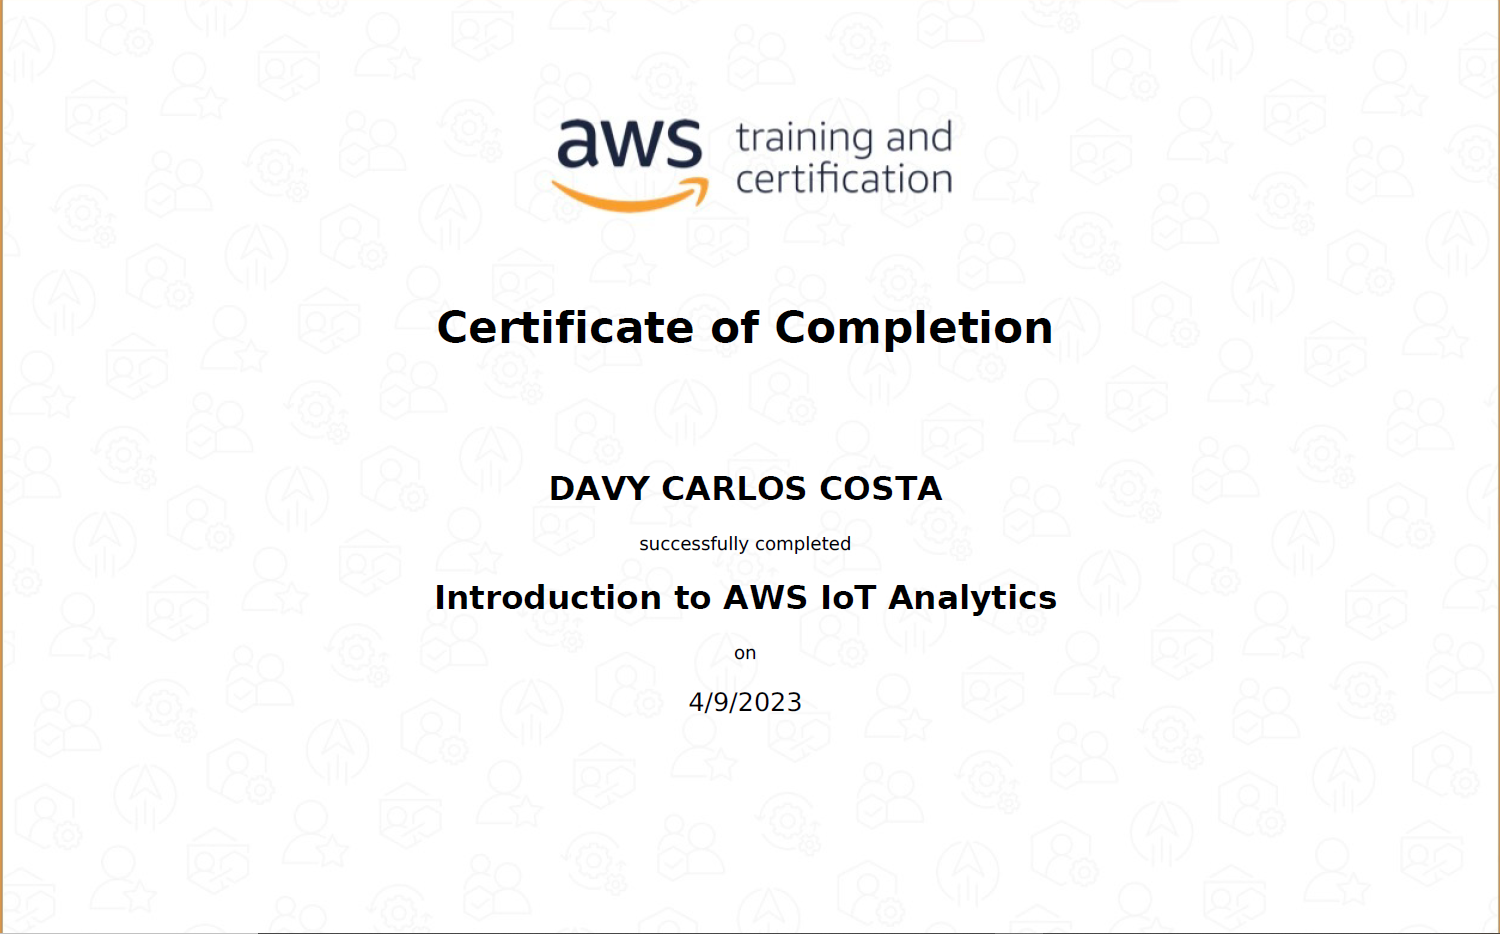 aws training and
certification
Certificate of Completion
DAVY CARLOS COSTA
successfully completed
Introduction to AWS IoT Analytics
on
4/9/2023